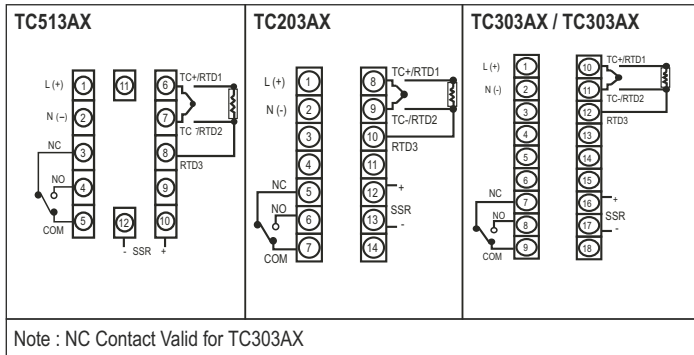 TC513AX
L (+) 1 11 6 TC+/RTD1
N (–) 2 7 TC-/RTD2
NC 3 8 RTD3
NO 4 9
COM 5 12 10
- SSR +
TC203AX
L (+) 1 8 TC+/RTD1
N (-) 2 9 TC-/RTD2
3 10 RTD3
4 11
NC 5 12 +
NO 6 13 SSR -
COM 7 14
TC303AX / TC303AX
L (+) 1 10 TC+/RTD1
N (-) 2 11 TC-/RTD2
3 12 RTD3
4 13
5 14
6 15
NC 7 16 +
NO 8 17 SSR -
COM 9 18
Note : NC Contact Valid for TC303AX